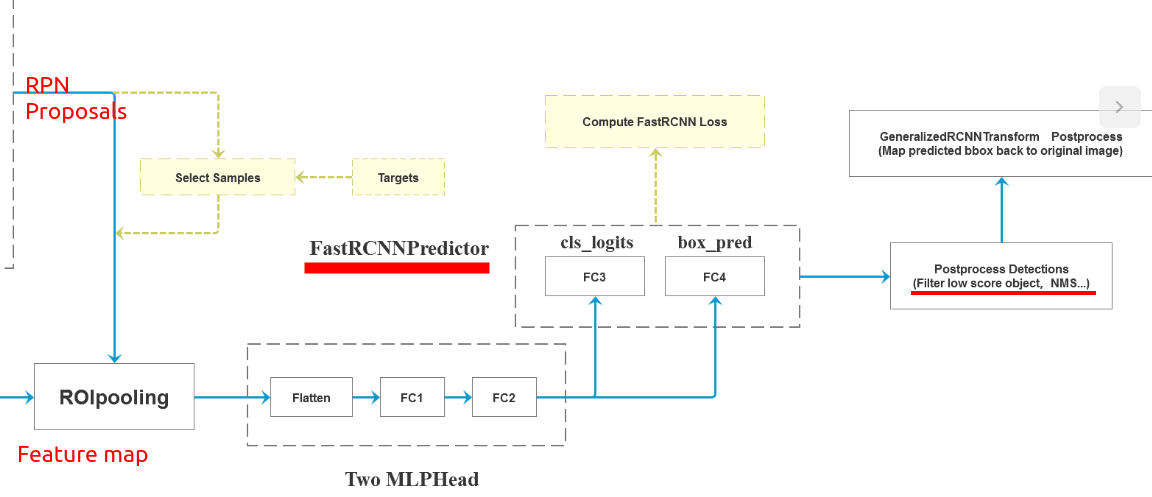 RPN
Proposals
Select Samples
Targets
Compute FastRCNN Loss
GeneralizedRCNNTransform Postprocess
(Map predicted bbox back to original image)
FastRCNNPredictor
cls_logits
box_pred
FC3
FC4
Postprocess Detections
(Filter low score object, NMS...)
ROIpooling
Flatten
FC1
FC2
Feature map
Two MLPHead